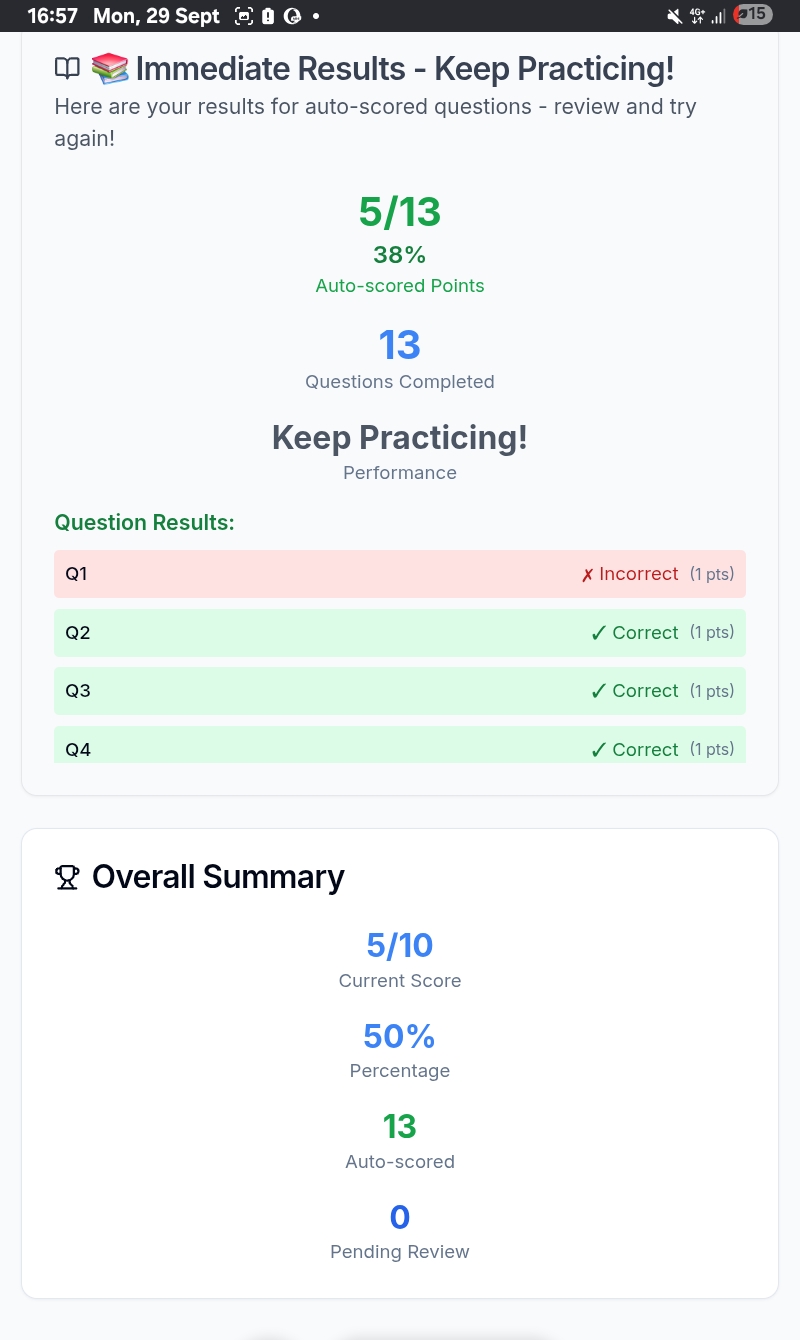 16:57 Mon, 29 Sept 4G+ 15
📚 Immediate Results - Keep Practicing!
Here are your results for auto-scored questions - review and try
again!
5/13
38%
Auto-scored Points
13
Questions Completed
Keep Practicing!
Performance
Question Results:
Q1 ✗ Incorrect (1 pts)
Q2 ✓ Correct (1 pts)
Q3 ✓ Correct (1 pts)
Q4 ✓ Correct (1 pts)
Overall Summary
5/10
Current Score
50%
Percentage
13
Auto-scored
0
Pending Review